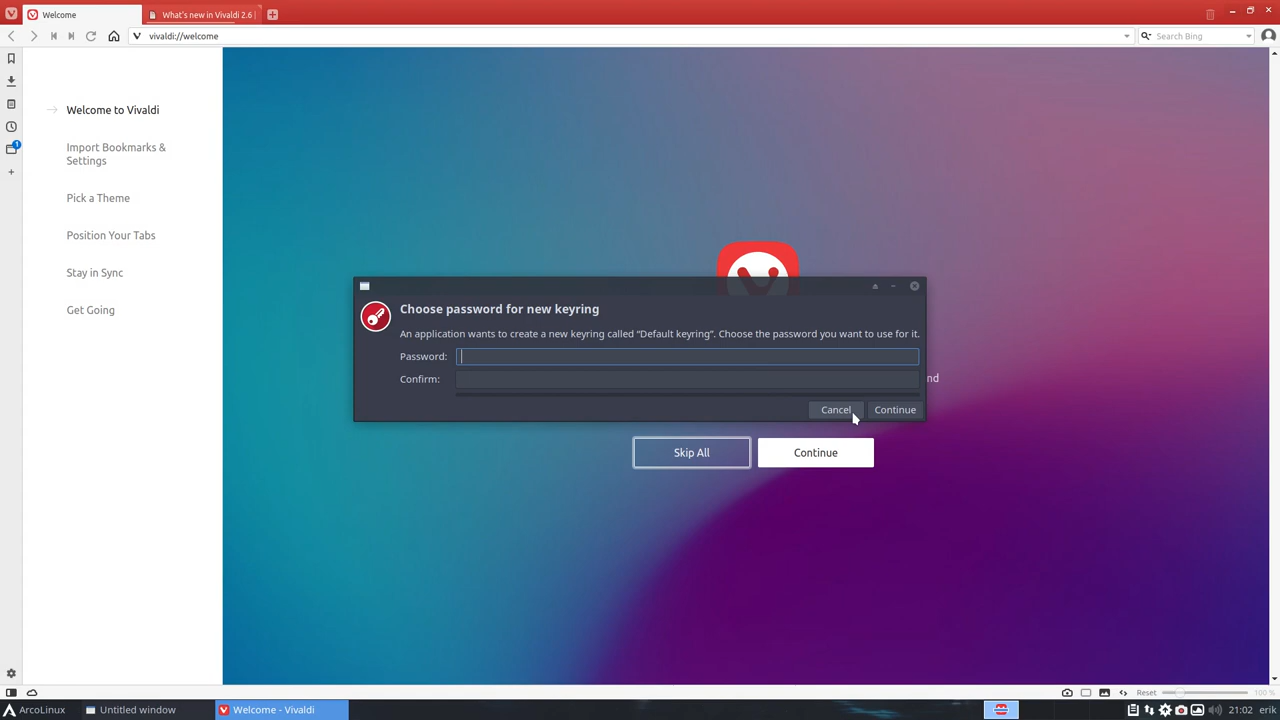 Welcome
What's new in Vivaldi 2.6 |
vivaldi://welcome
Search Bing
Welcome to Vivaldi
Import Bookmarks &
Settings
Pick a Theme
Position Your Tabs
Stay in Sync
Get Going
1
Choose password for new keyring
An application wants to create a new keyring called “Default keyring”. Choose the password you want to use for it.
Password:
Confirm:
nd
Cancel
Continue
Skip All
Continue
Reset
100 %
ArcoLinux
Untitled window
Welcome - Vivaldi
21:02
erik